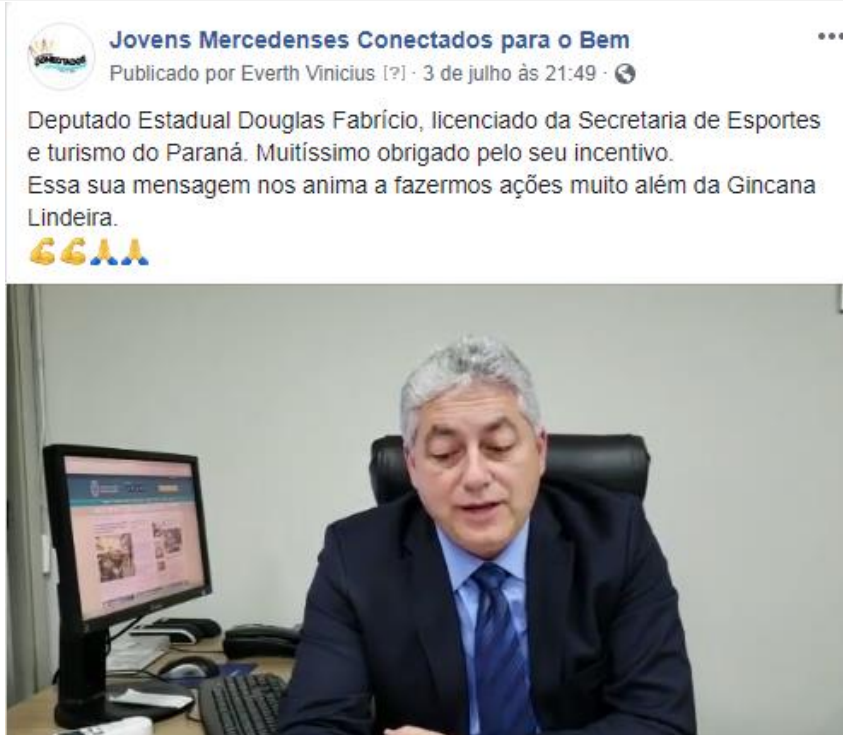 Jovens Mercedenses Conectados para o Bem
Publicado por Everth Vinicius [?] · 3 de julho às 21:49 ·
Deputado Estadual Douglas Fabrício, licenciado da Secretaria de Esportes
e turismo do Paraná. Muitíssimo obrigado pelo seu incentivo.
Essa sua mensagem nos anima a fazermos ações muito além da Gincana
Lindeira.